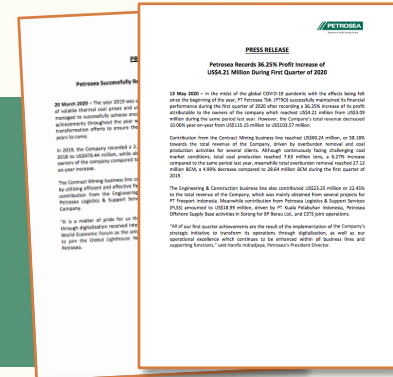 PETROSEA
PRESS RELEASE
Petrosea Records 36.25% Profit Increase of
US$4.21 Million During First Quarter of 2020
13 May 2020 – In the midst of the global COVID-19 pandemic with the effects being felt
since the beginning of the year, PT Petrosea Tbk. (PTRO) successfully maintained its financial
performance during the first quarter of 2020 after recording a 36.25% increase of its profit
attributable to the owners of the company which reached US$4.21 million from US$3.09
million during the same period last year. However, the Company's total revenue decreased
10.06% year-on-year from US$115.15 million to US$103.57 million.
Contribution from the Contract Mining business line reached US$60.24 million, or 58.16%
towards the total revenue of the Company, driven by overburden removal and coal
production activities for several clients. Although continuously facing challenging coal
market conditions, total coal production reached 7.63 million tons, a 6.27% increase
compared to the same period last year, meanwhile total overburden removal reached 27.12
million BCM, a 4.99% decrease compared to 28.64 million BCM during the first quarter of
2019.
The Engineering & Construction business line also contributed US$23.25 million or 22.45%
to the total revenue of the Company, which was mainly obtained from several projects for
PT Freeport Indonesia. Meanwhile contribution from Petrosea Logistics & Support Services
(PLSS) amounted to US$18.99 million, driven by PT Kuala Pelabuhan Indonesia, Petrosea
Offshore Supply Base activities in Sorong for BP Berau Ltd., and CSTS joint operations.
"All of our first quarter achievements are the result of the implementation of the Company's
strategic initiative to transform its operations through digitalization, as well as our
operational excellence which continues to be enhanced within all business lines and
supporting functions," said Hanifa Indradjaya, Petrosea's President Director.
Petrosea Successfully
20 March 2020 – The year 2019 was
of volatile thermal coal prices and
managed to successfully achieve
achievements throughout the year
transformation efforts to ensure the
years to come.
In 2019, the Company recorded a
2018 to US$476.44 million, while
owners of the company compared to
on-year increase.
The Contract Mining business line
by utilizing efficient and effective
contribution from the Engineering
Petrosea Logistics & Support
Company.
"It is a matter of pride for us
through digitalization received
World Economic Forum as the
to join the Global Lighthouse
Petrosea.